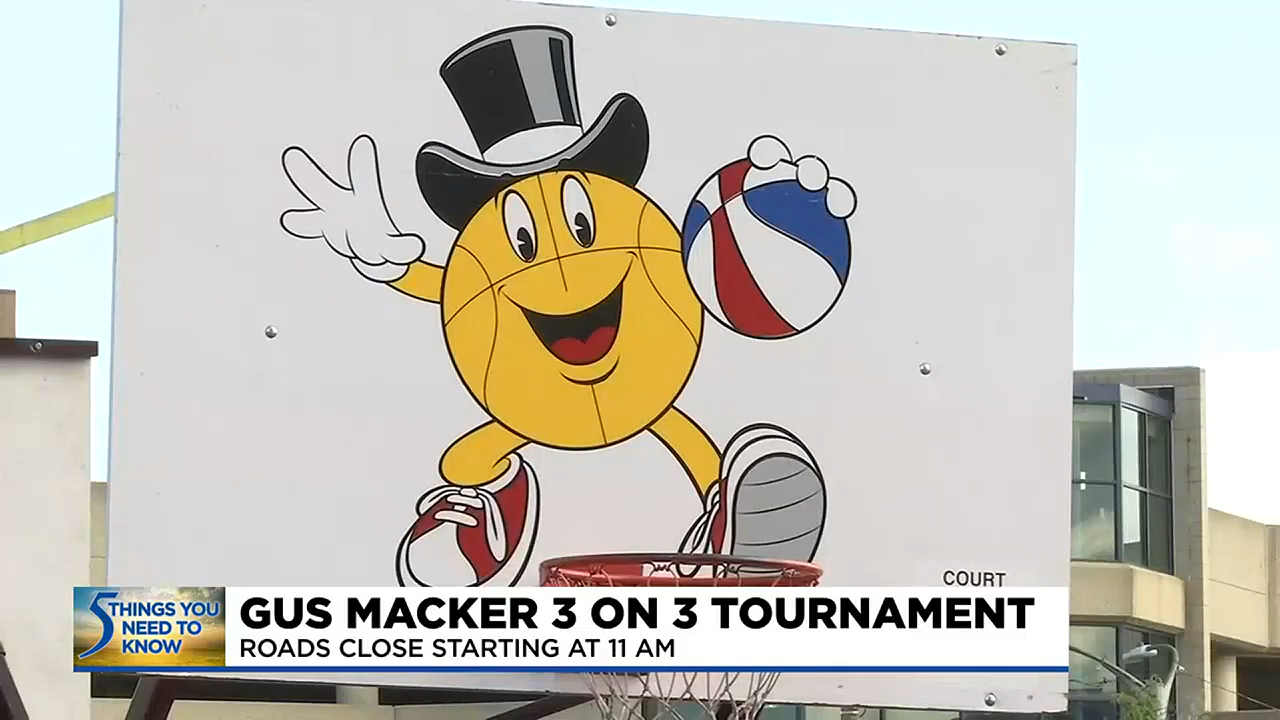 COURT
5 THINGS YOU
NEED TO
KNOW
GUS MACKER 3 ON 3 TOURNAMENT
ROADS CLOSE STARTING AT 11 AM